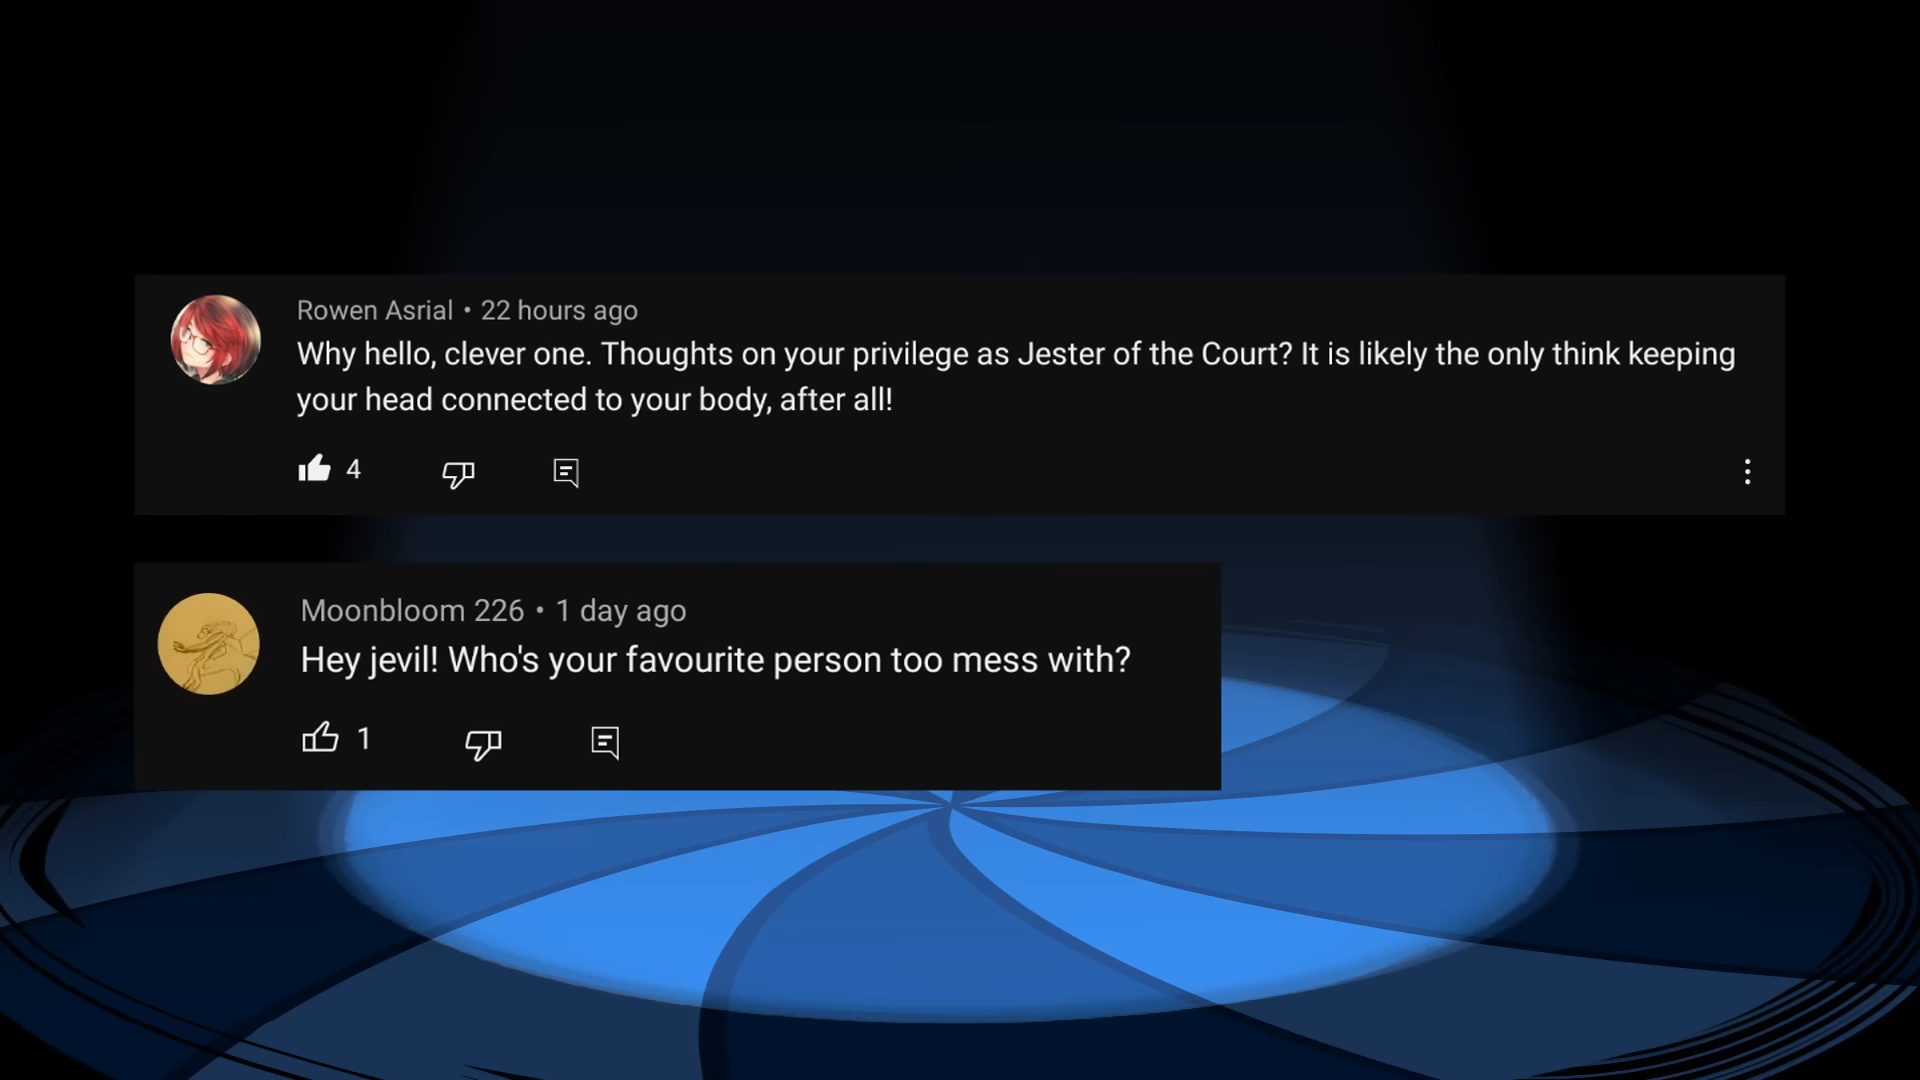 Rowen Asrial • 22 hours ago
Why hello, clever one. Thoughts on your privilege as Jester of the Court? It is likely the only think keeping
your head connected to your body, after all!
4
Moonbloom 226 • 1 day ago
Hey jevil! Who's your favourite person too mess with?
1